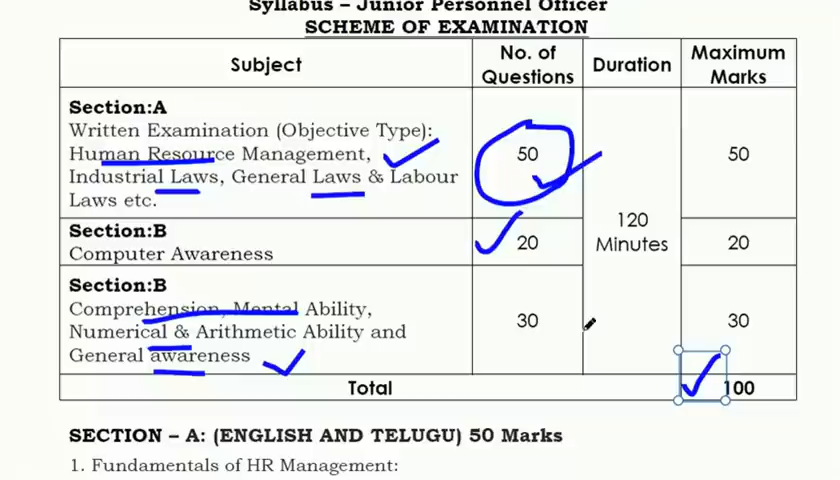 Syllabus – Junior Personnel Officer
SCHEME OF EXAMINATION
Subject
No. of
Questions
Duration
Maximum
Marks
Section:A
Written Examination (Objective Type):
Human Resource Management,
Industrial Laws, General Laws & Labour
Laws etc.
50
120
Minutes
50
Section:B
Computer Awareness
20
20
Section:B
Comprehension, Mental Ability,
Numerical & Arithmetic Ability and
General awareness
30
30
Total
100
SECTION – A: (ENGLISH AND TELUGU) 50 Marks
1. Fundamentals of HR Management: